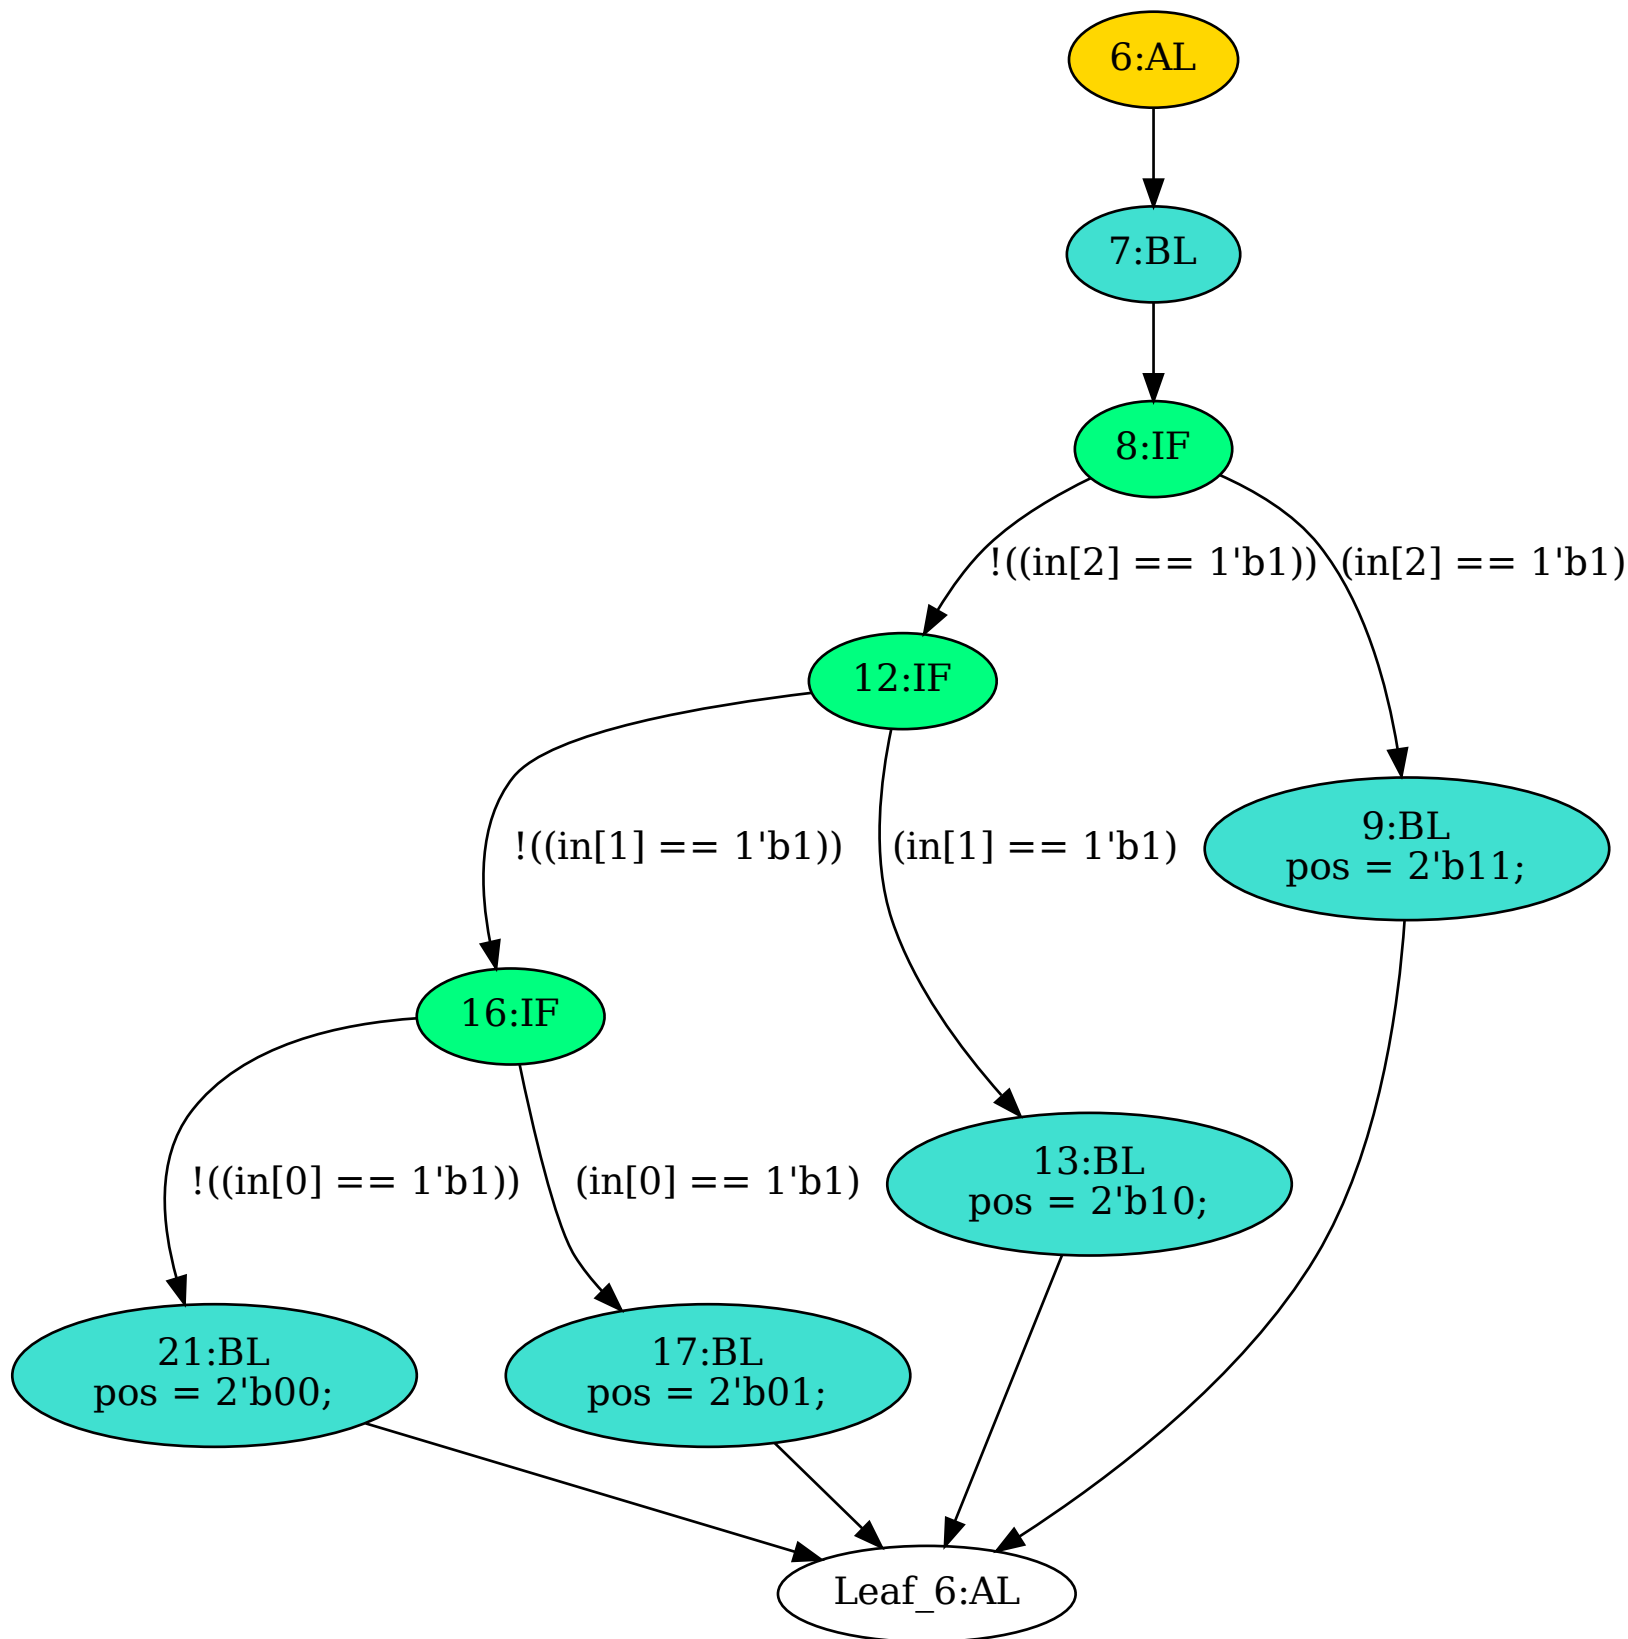 6:AL
7:BL
8:IF
!((in[2] == 1'b1))
(in[2] == 1'b1)
12:IF
!((in[1] == 1'b1))
(in[1] == 1'b1)
9:BL
pos = 2'b11;
16:IF
!((in[0] == 1'b1))
(in[0] == 1'b1)
13:BL
pos = 2'b10;
21:BL
pos = 2'b00;
17:BL
pos = 2'b01;
Leaf_6:AL